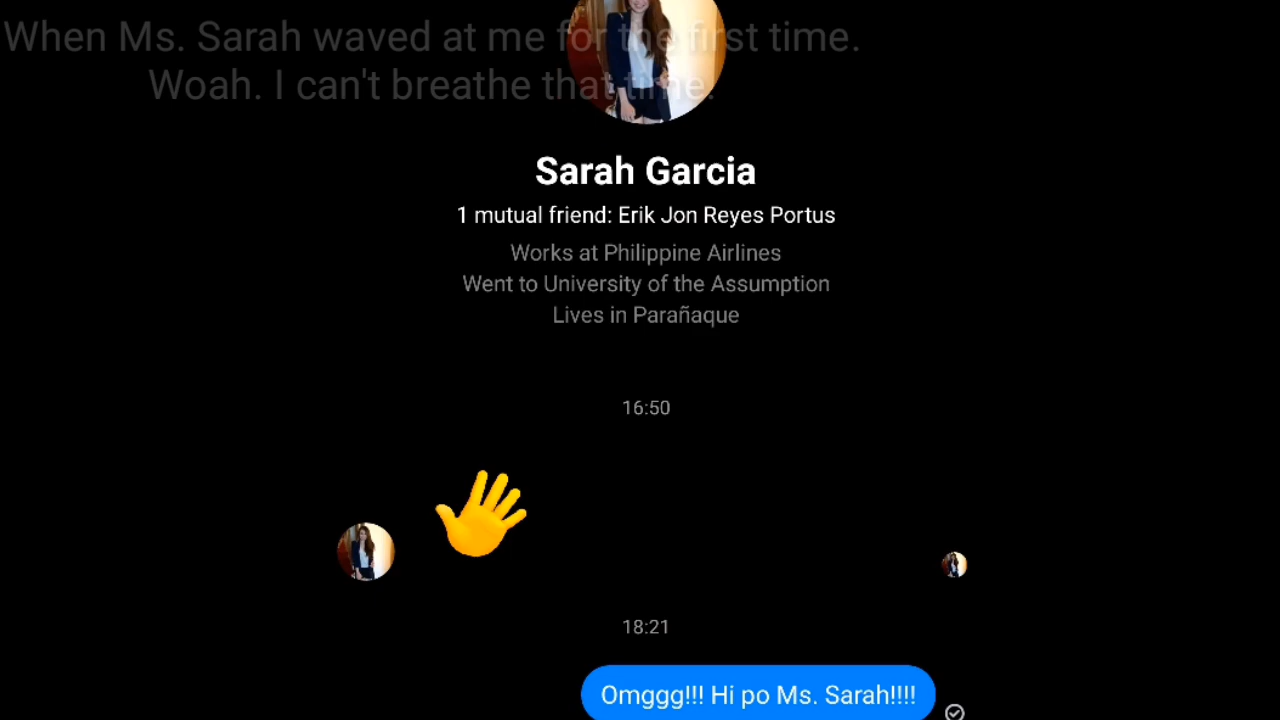 When Ms. Sarah waved at me for the first time.
Woah. I can't breathe that time.
Sarah Garcia
1 mutual friend: Erik Jon Reyes Portus
Works at Philippine Airlines
Went to University of the Assumption
Lives in Parañaque
16:50
18:21
Omggg!!! Hi po Ms. Sarah!!!!